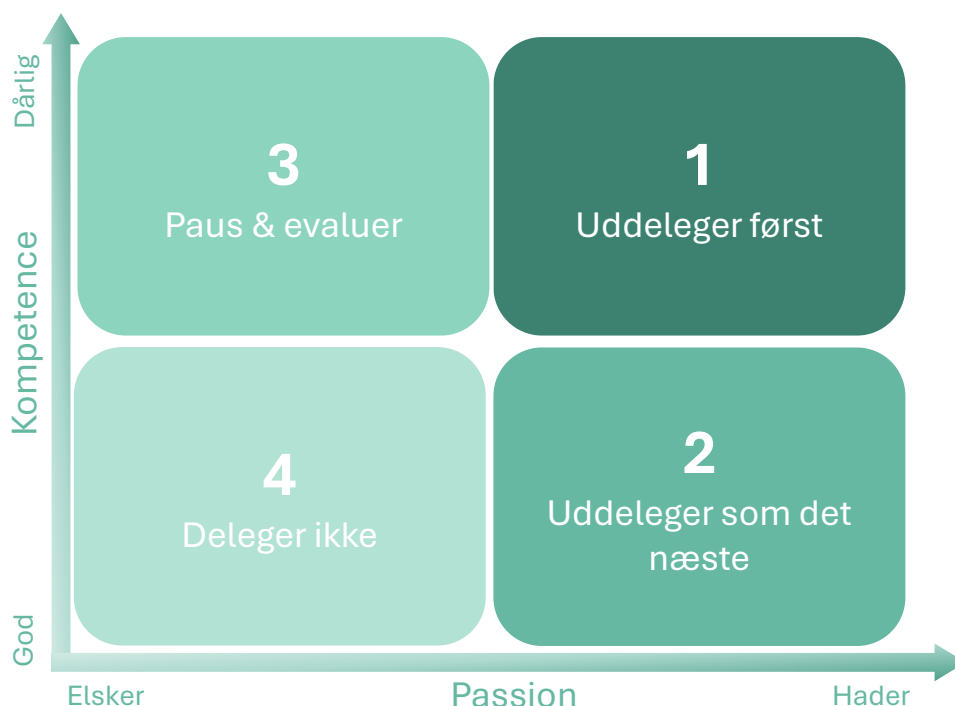 Dårlig
Kompetence
God
3
Paus & evaluer
1
Uddeleger først
4
Deleger ikke
2
Uddeleger som det
næste
Elsker
Passion
Hader